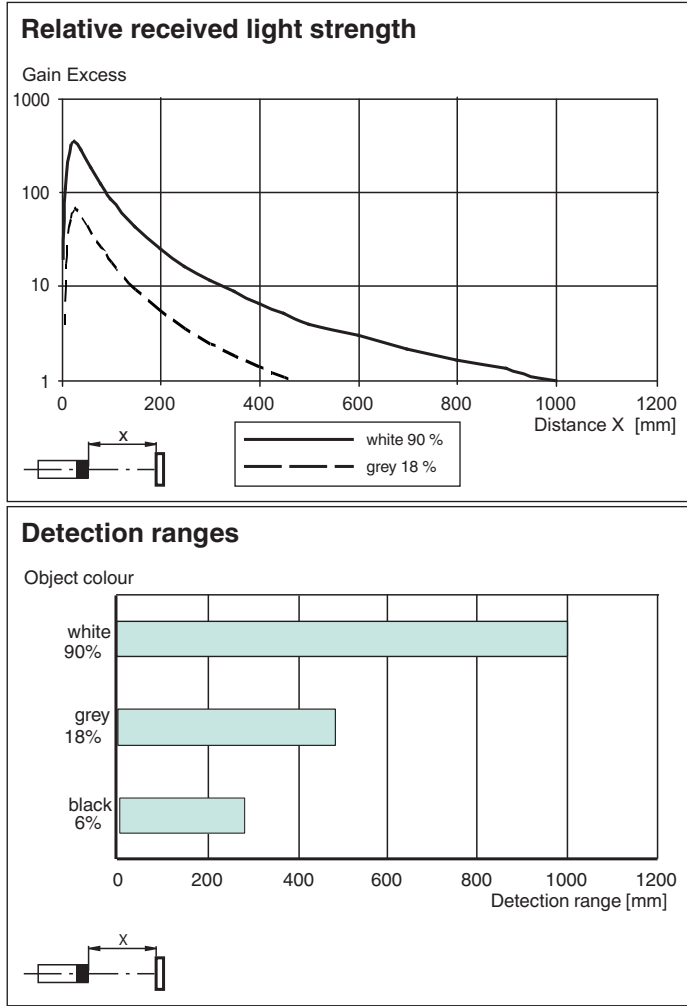 Relative received light strength
Gain Excess
1000
100
10
1
0 200 400 600 800 1000 1200
Distance X [mm]
x
white 90 %
grey 18 %
Detection ranges
Object colour
white
90%
grey
18%
black
6%
0 200 400 600 800 1000 1200
Detection range [mm]
X